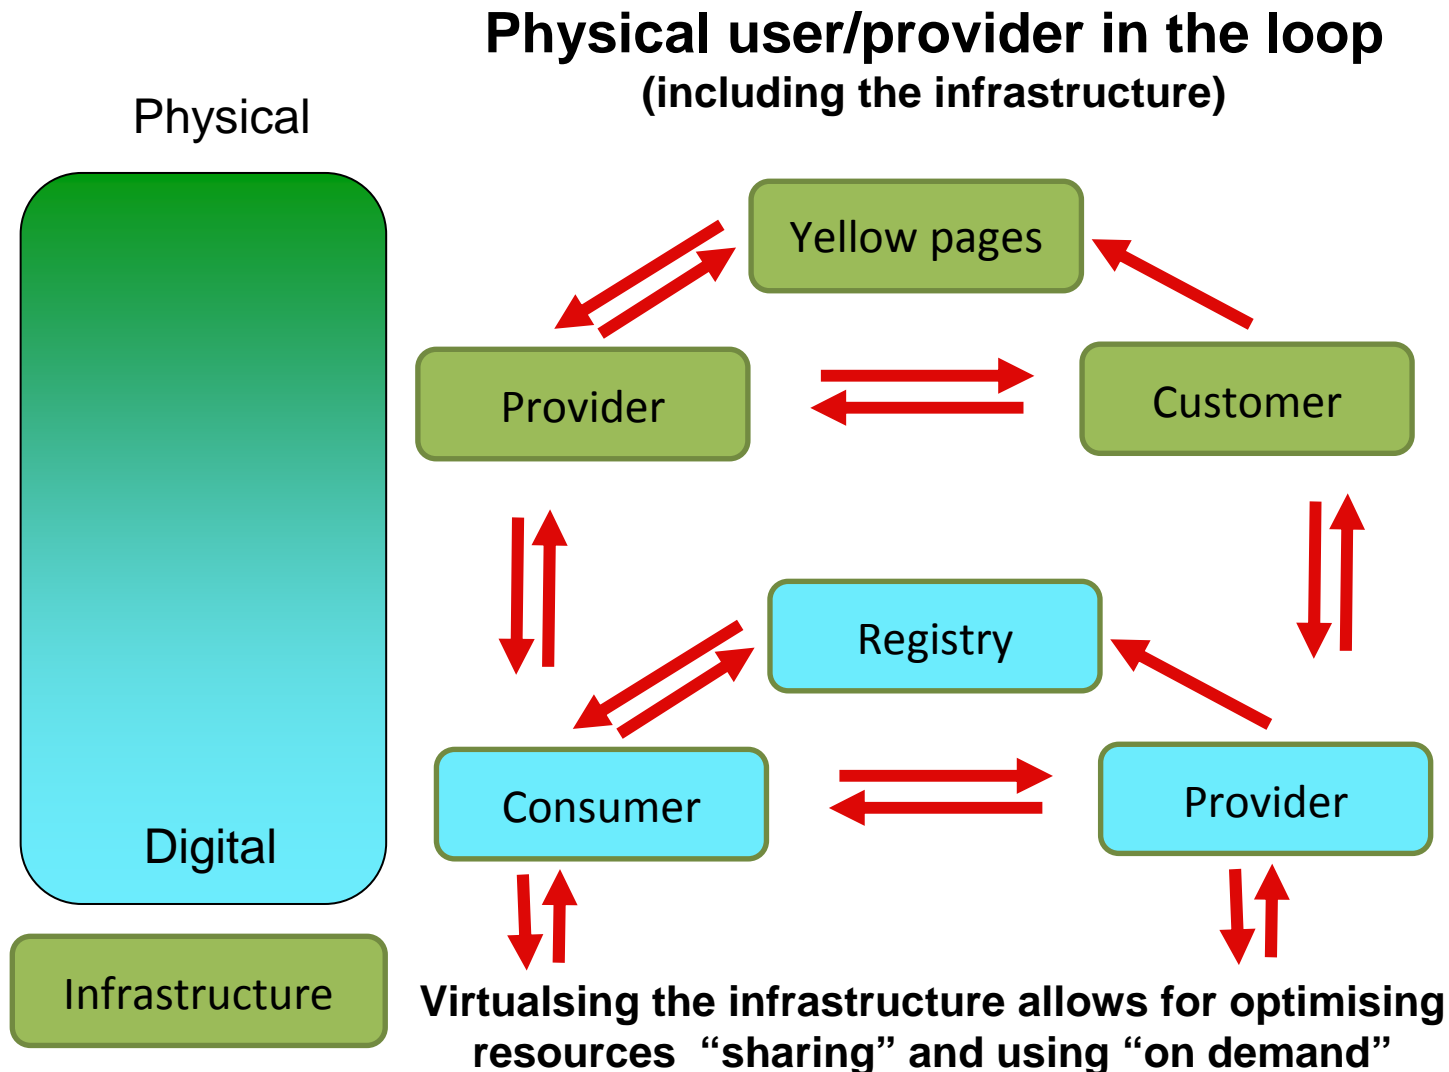 Physical user/provider in the loop
(including the infrastructure)
Physical
Yellow pages
Provider
Customer
Registry
Consumer
Provider
Digital
Infrastructure
Virtualsing the infrastructure allows for optimising
resources “sharing” and using “on demand”